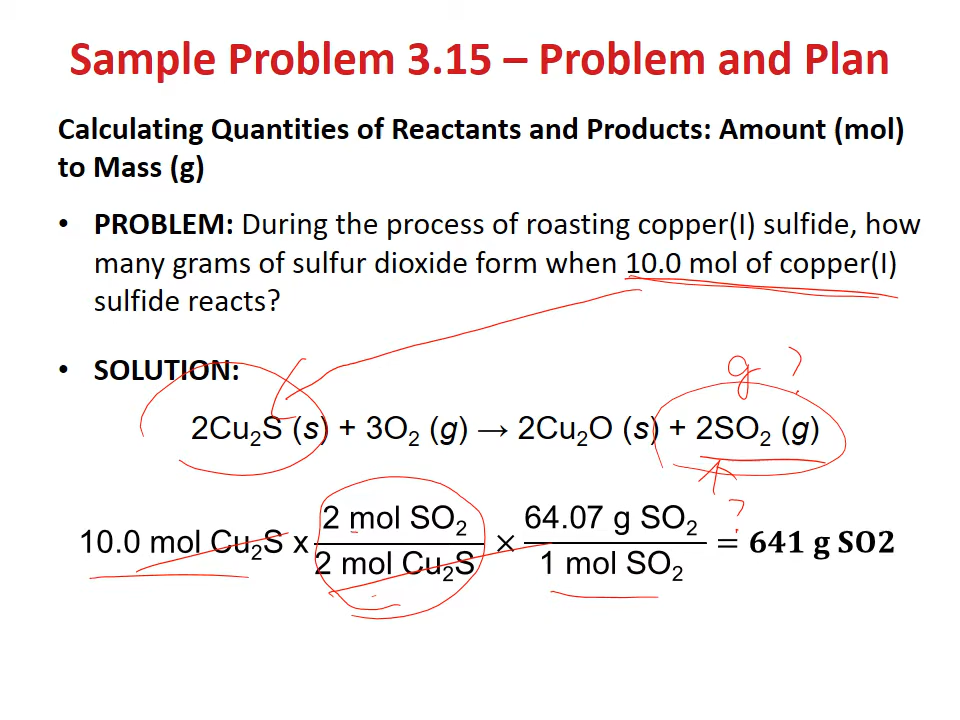 Sample Problem 3.15 – Problem and Plan
Calculating Quantities of Reactants and Products: Amount (mol)
to Mass (g)
• PROBLEM: During the process of roasting copper(I) sulfide, how
many grams of sulfur dioxide form when 10.0 mol of copper(I)
sulfide reacts?
• SOLUTION:
g ?
2Cu₂S (s) + 3O₂ (g) → 2Cu₂O (s) + 2SO₂ (g)
?
2 mol SO₂ 64.07 g SO₂
10.0 mol Cu₂S x × = 641 g SO2
2 mol Cu₂S 1 mol SO₂